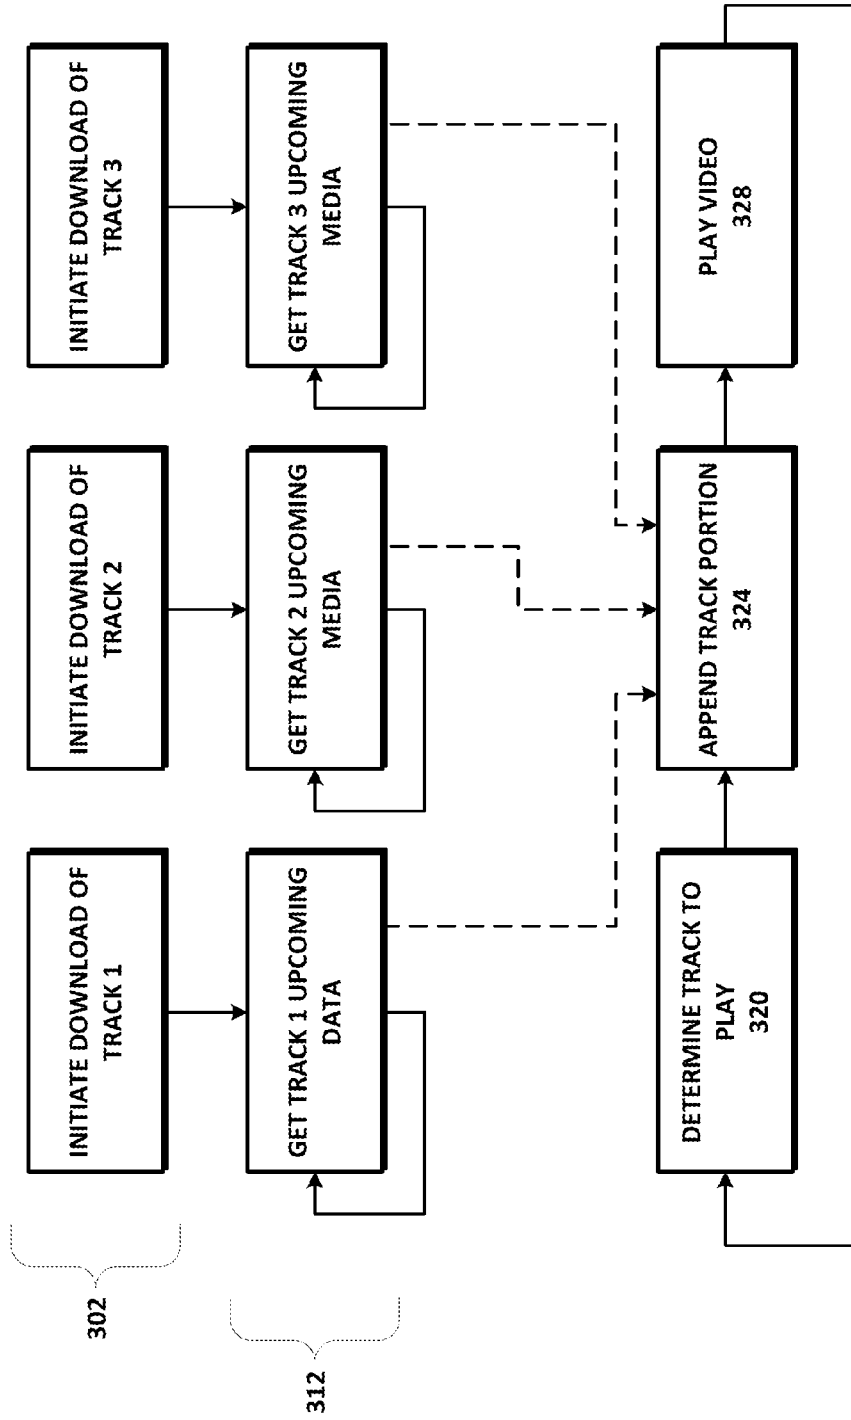 302
INITIATE DOWNLOAD OF
TRACK 1
INITIATE DOWNLOAD OF
TRACK 2
INITIATE DOWNLOAD OF
TRACK 3
312
GET TRACK 1 UPCOMING
DATA
GET TRACK 2 UPCOMING
MEDIA
GET TRACK 3 UPCOMING
MEDIA
DETERMINE TRACK TO
PLAY
320
APPEND TRACK PORTION
324
PLAY VIDEO
328